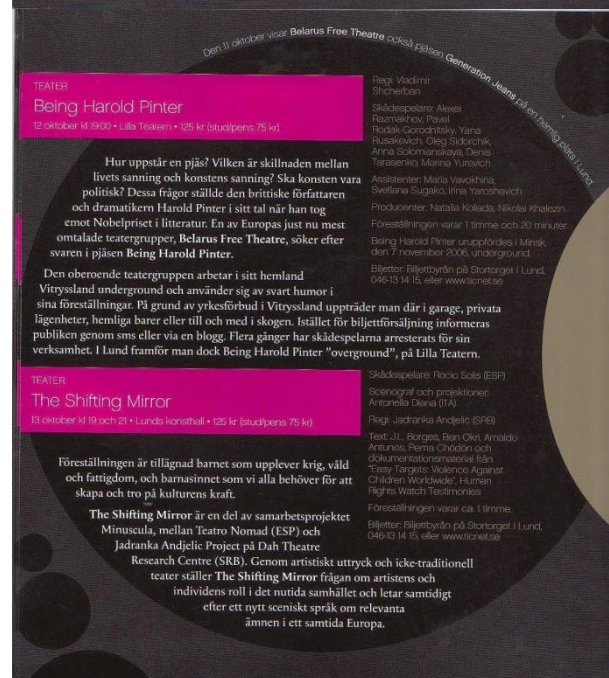 Den 11 oktober visar Belarus Free Theatre också pjäsen Generation Jeans på en hemlig plats i Lund
TEATER
Being Harold Pinter
12 oktober kl 19.00 • Lilla Teatern • 125 kr (stud/pens 75 kr)
Hur uppstår en pjäs? Vilken är skillnaden mellan
livets sanning och konstens sanning? Ska konsten vara
politisk? Dessa frågor ställde den brittiske författaren
och dramatikern Harold Pinter i sitt tal när han tog
emot Nobelpriset i litteratur. En av Europas just nu mest
omtalade teatergrupper, Belarus Free Theatre, söker efter
svaren i pjäsen Being Harold Pinter.
Den oberoende teatergruppen arbetar i sitt hemland
Vitryssland underground och använder sig av svart humor i
sina föreställningar. På grund av yrkesförbud i Vitryssland uppträder man där i garage, privata
lägenheter, hemliga barer eller till och med i skogen. Istället för biljettförsäljning informeras
publiken genom sms eller via en blogg. Flera gånger har skådespelarna arresterats för sin
verksamhet. I Lund framför man dock Being Harold Pinter "overground", på Lilla Teatern.
Regi: Vladimir
Shcherban
Skådespelare: Alexei
Razmakhov, Pavel
Rodak-Gorodnitsky, Yana
Rusakevich, Oleg Sidorchik,
Anna Solomianskaya, Denis
Tarasenko, Marina Yurevich
Assistenter: Maria Vavokhina,
Svetlana Sugako, Irina Yaroshevich
Producenter: Natalia Koliada, Nikolai Khalezin
Föreställningen varar 1 timme och 20 minuter.
Being Harold Pinter uruppfördes i Minsk,
den 7 november 2006, underground.
Biljetter: Biljettbyrån på Stortorget i Lund,
046-13 14 15, eller www.ticnet.se
TEATER
The Shifting Mirror
13 oktober kl 19 och 21 • Lunds konsthall • 125 kr (stud/pens 75 kr)
Föreställningen är tillägnad barnet som upplever krig, våld
och fattigdom, och barnasinnet som vi alla behöver för att
skapa och tro på kulturens kraft.
The Shifting Mirror är en del av samarbetsprojektet
Minuscula, mellan Teatro Nomad (ESP) och
Jadranka Andjelic Project på Dah Theatre
Research Centre (SRB). Genom artistiskt uttryck och icke-traditionell
teater ställer The Shifting Mirror frågan om artistens och
individens roll i det nutida samhället och letar samtidigt
efter ett nytt sceniskt språk om relevanta
ämnen i ett samtida Europa.
Skådespelare: Rocio Solis (ESP)
Scenograf och projektioner:
Antonella Diana (ITA)
Regi: Jadranka Andjelic (SRB)
Text: J.L. Borges, Ben Okri, Arnaldo
Antunes, Pema Chödön och
dokumentationsmaterial från
"Easy Targets: Violence Against
Children Worldwide", Human
Rights Watch Testimonies
Föreställningen varar ca. 1 timme.
Biljetter: Biljettbyrån på Stortorget i Lund,
046-13 14 15, eller www.ticnet.se